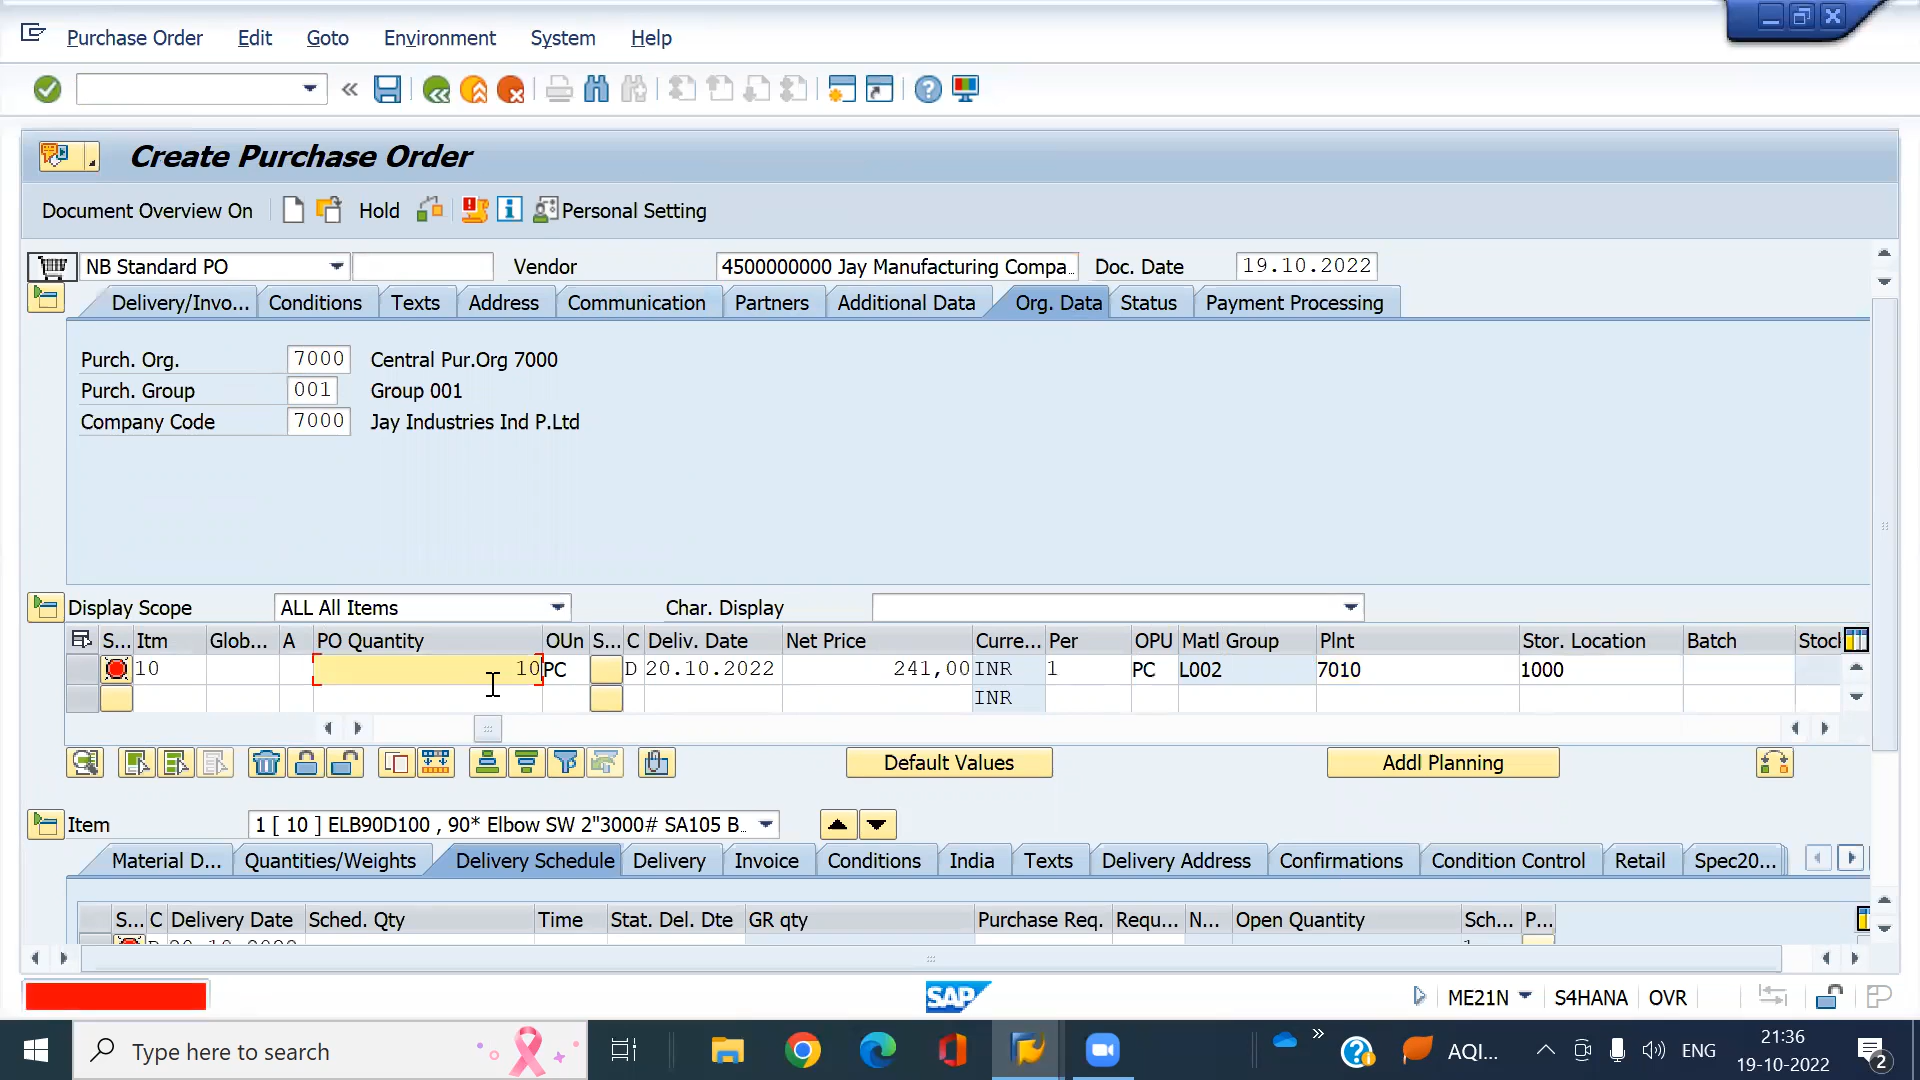 Purchase Order Edit Goto Environment System Help
Create Purchase Order
Document Overview On Hold Personal Setting
NB Standard PO Vendor 4500000000 Jay Manufacturing Compa… Doc. Date 19.10.2022
Delivery/Invo... Conditions Texts Address Communication Partners Additional Data Org. Data Status Payment Processing
Purch. Org. 7000 Central Pur.Org 7000
Purch. Group 001 Group 001
Company Code 7000 Jay Industries Ind P.Ltd
Display Scope ALL All Items Char. Display
S... Itm Glob... A PO Quantity OUn S... C Deliv. Date Net Price Curre... Per OPU Matl Group Plnt Stor. Location Batch Stock
10 10 PC D 20.10.2022 241,00 INR 1 PC L002 7010 1000
INR
Default Values Addl Planning
Item 1 [ 10 ] ELB90D100 , 90* Elbow SW 2"3000# SA105 B…
Material D... Quantities/Weights Delivery Schedule Delivery Invoice Conditions India Texts Delivery Address Confirmations Condition Control Retail Spec20...
S... C Delivery Date Sched. Qty Time Stat. Del. Dte GR qty Purchase Req. Requ... N... Open Quantity Sch... P...
SAP ME21N S4HANA OVR
Type here to search AQI... ENG 21:36
19-10-2022 2